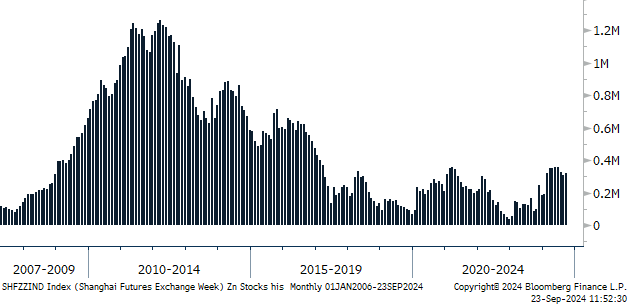 1.2M
1M
0.8M
0.6M
0.4M
0.2M
0
2007-2009 2010-2014 2015-2019 2020-2024
SHFZZIND Index (Shanghai Futures Exchange Week) Zn Stocks his Monthly 01JAN2006-23SEP2024 Copyright© 2024 Bloomberg Finance L.P.
23-Sep-2024 11:52:30